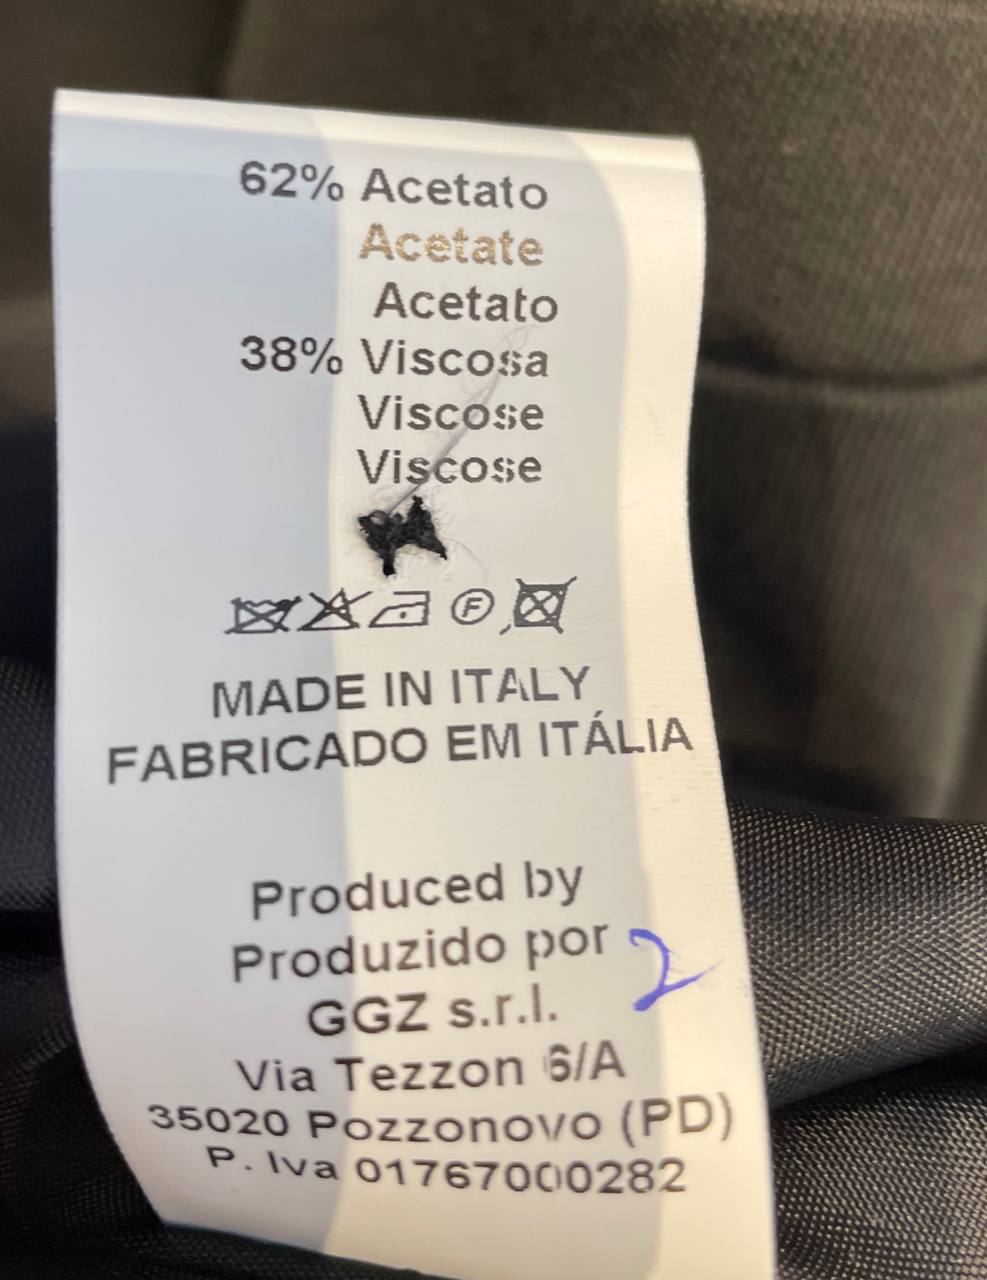 62% Acetato
Acetate
Acetato
38% Viscosa
Viscose
Viscose
F
MADE IN ITALY
FABRICADO EM ITÁLIA
Produced by
Produzido por
2
GGZ s.r.l.
Via Tezzon 6/A
35020 Pozzonovo (PD)
P. Iva 01767000282